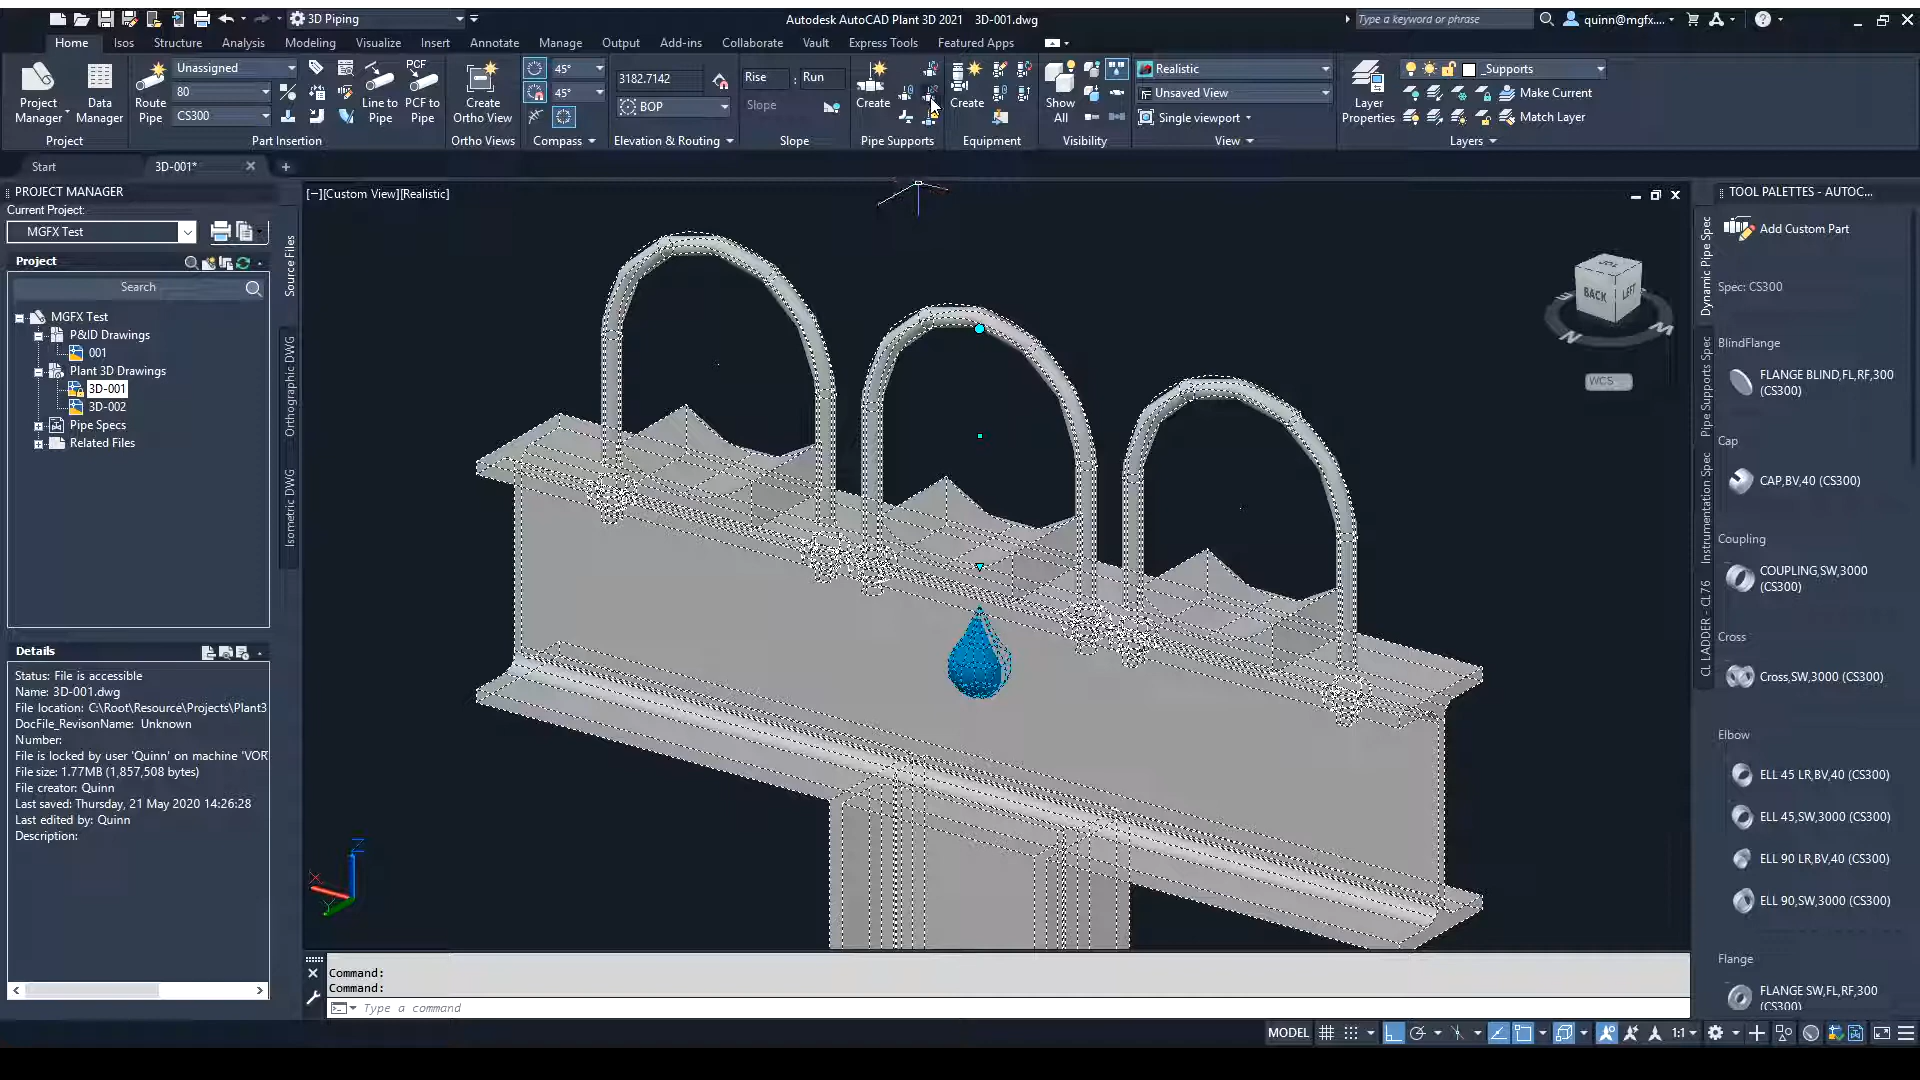 3D Piping
Autodesk AutoCAD Plant 3D 2021 3D-001.dwg
Type a keyword or phrase
quinn@mgfx....
Home
Isos
Structure
Analysis
Modeling
Visualize
Insert
Annotate
Manage
Output
Add-ins
Collaborate
Vault
Express Tools
Featured Apps
Project
Manager
Data
Manager
Project
Route
Pipe
Unassigned
80
CS300
Line to
Pipe
PCF
PCF to
Pipe
Part Insertion
Create
Ortho View
Ortho Views
45°
45°
Compass
3182.7142
BOP
Elevation & Routing
Rise : Run
Slope
Slope
Create
Pipe Supports
Create
Equipment
Show
All
Visibility
Realistic
Unsaved View
Single viewport
View
Layer
Properties
_Supports
Make Current
Match Layer
Layers
Start
3D-001*
PROJECT MANAGER
Current Project:
MGFX Test
Project
Search
MGFX Test
P&ID Drawings
001
Plant 3D Drawings
3D-001
3D-002
Pipe Specs
Related Files
Source Files
Orthographic DWG
Isometric DWG
Details
Status: File is accessible
Name: 3D-001.dwg
File location: C:\Root\Resource\Projects\Plant3
DocFile_RevisonName: Unknown
Number:
File is locked by user 'Quinn' on machine 'VOR
File size: 1.77MB (1,857,508 bytes)
File creator: Quinn
Last saved: Thursday, 21 May 2020 14:26:28
Last edited by: Quinn
Description:
[−][Custom View][Realistic]
TOP
BACK
LEFT
N
W
WCS
Z
X
Y
Command:
Command:
Type a command
TOOL PALETTES - AUTOC...
Dynamic Pipe Spec
Pipe Supports Spec
Instrumentation Spec
CL LADDER - CL76
Add Custom Part
Spec: CS300
BlindFlange
FLANGE BLIND,FL,RF,300
(CS300)
Cap
CAP,BV,40 (CS300)
Coupling
COUPLING,SW,3000
(CS300)
Cross
Cross,SW,3000 (CS300)
Elbow
ELL 45 LR,BV,40 (CS300)
ELL 45,SW,3000 (CS300)
ELL 90 LR,BV,40 (CS300)
ELL 90,SW,3000 (CS300)
Flange
FLANGE SW,FL,RF,300
(CS300)
MODEL
1:1